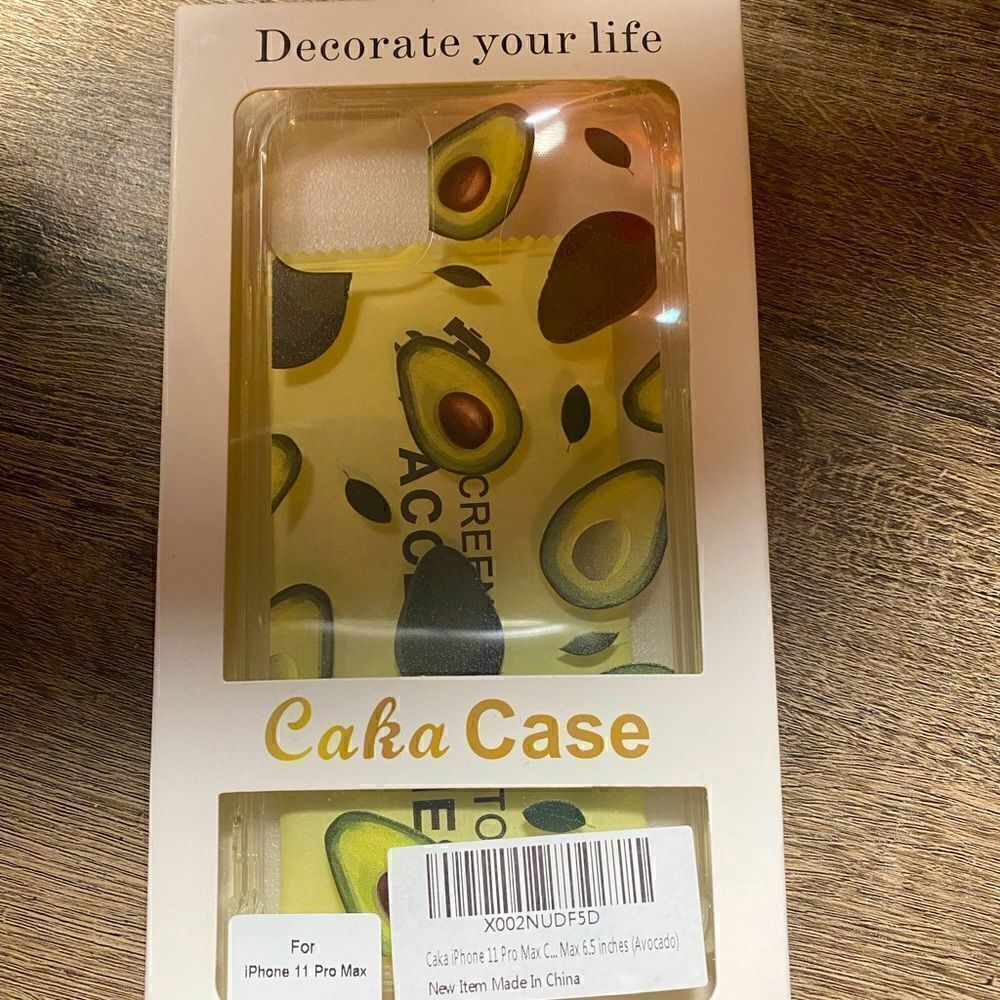 Decorate your life
CREEN
ACC
Caka Case
TO
ES
X002NUDF5D
Caka iPhone 11 Pro Max C... Max 6.5 inches (Avocado)
New Item Made In China
For
iPhone 11 Pro Max